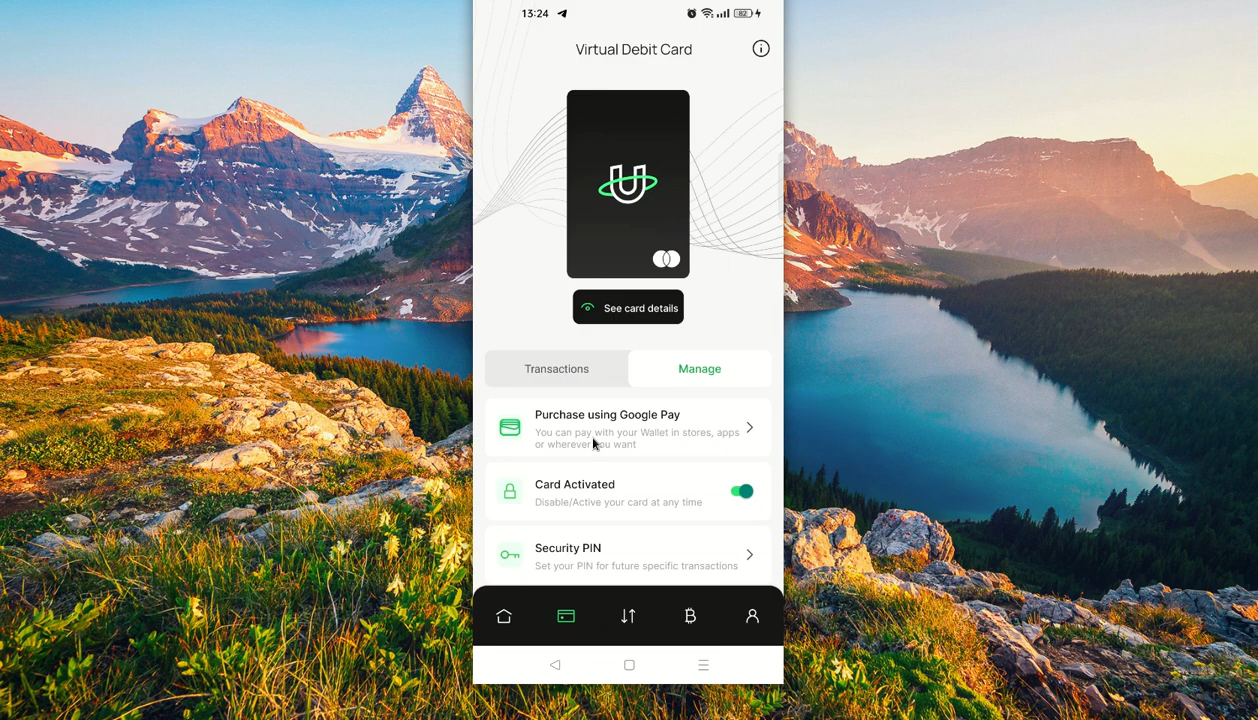 13:24
82
Virtual Debit Card
U
See card details
Transactions
Manage
Purchase using Google Pay
You can pay with your Wallet in stores, apps
or wherever you want
Card Activated
Disable/Active your card at any time
Security PIN
Set your PIN for future specific transactions